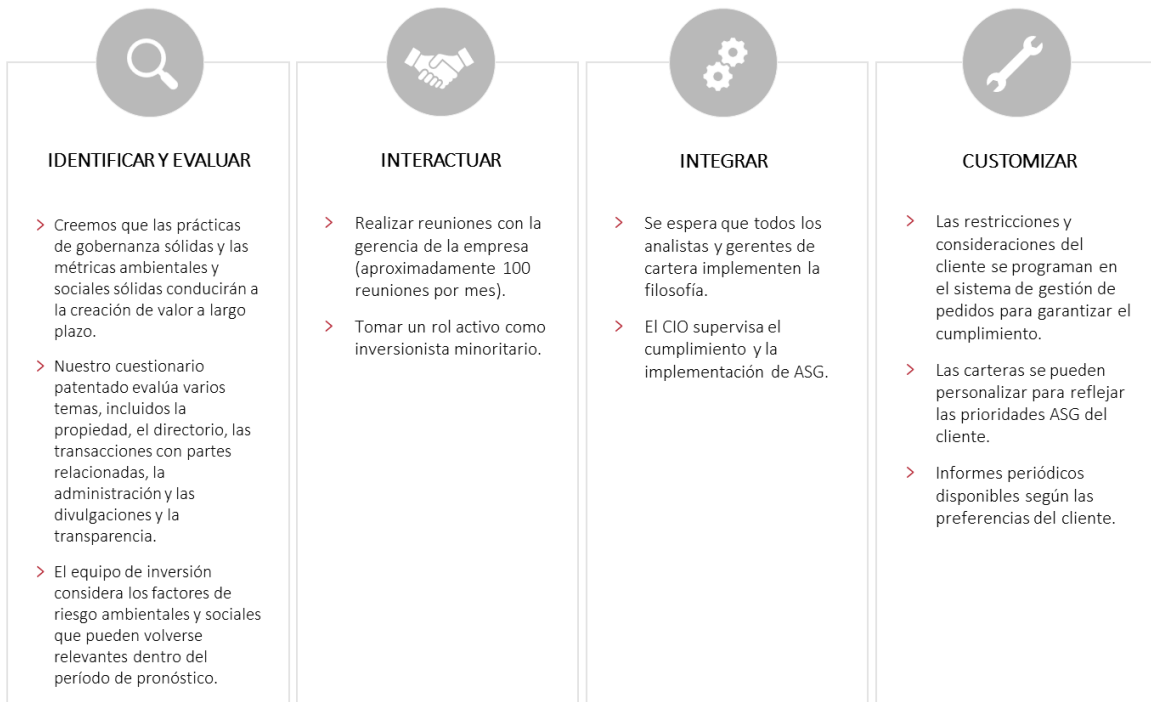 IDENTIFICAR Y EVALUAR
> Creemos que las prácticas
de gobernanza sólidas y las
métricas ambientales y
sociales sólidas conducirán a
la creación de valor a largo
plazo.
> Nuestro cuestionario
patentado evalúa varios
temas, incluidos la
propiedad, el directorio, las
transacciones con partes
relacionadas, la
administración y las
divulgaciones y la
transparencia.
> El equipo de inversión
considera los factores de
riesgo ambientales y sociales
que pueden volverse
relevantes dentro del
período de pronóstico.
INTERACTUAR
> Realizar reuniones con la
gerencia de la empresa
(aproximadamente 100
reuniones por mes).
> Tomar un rol activo como
inversionista minoritario.
INTEGRAR
> Se espera que todos los
analistas y gerentes de
cartera implementen la
filosofía.
> El CIO supervisa el
cumplimiento y la
implementación de ASG.
CUSTOMIZAR
> Las restricciones y
consideraciones del
cliente se programan en
el sistema de gestión de
pedidos para garantizar el
cumplimiento.
> Las carteras se pueden
personalizar para reflejar
las prioridades ASG del
cliente.
> Informes periódicos
disponibles según las
preferencias del cliente.